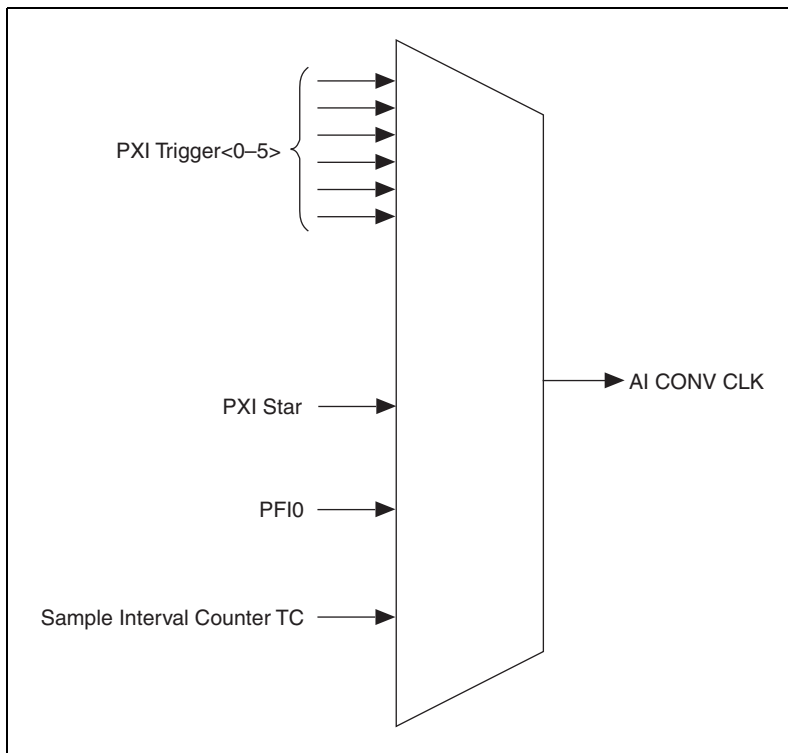 PXI Trigger<0–5>
AI CONV CLK
PXI Star
PFI0
Sample Interval Counter TC